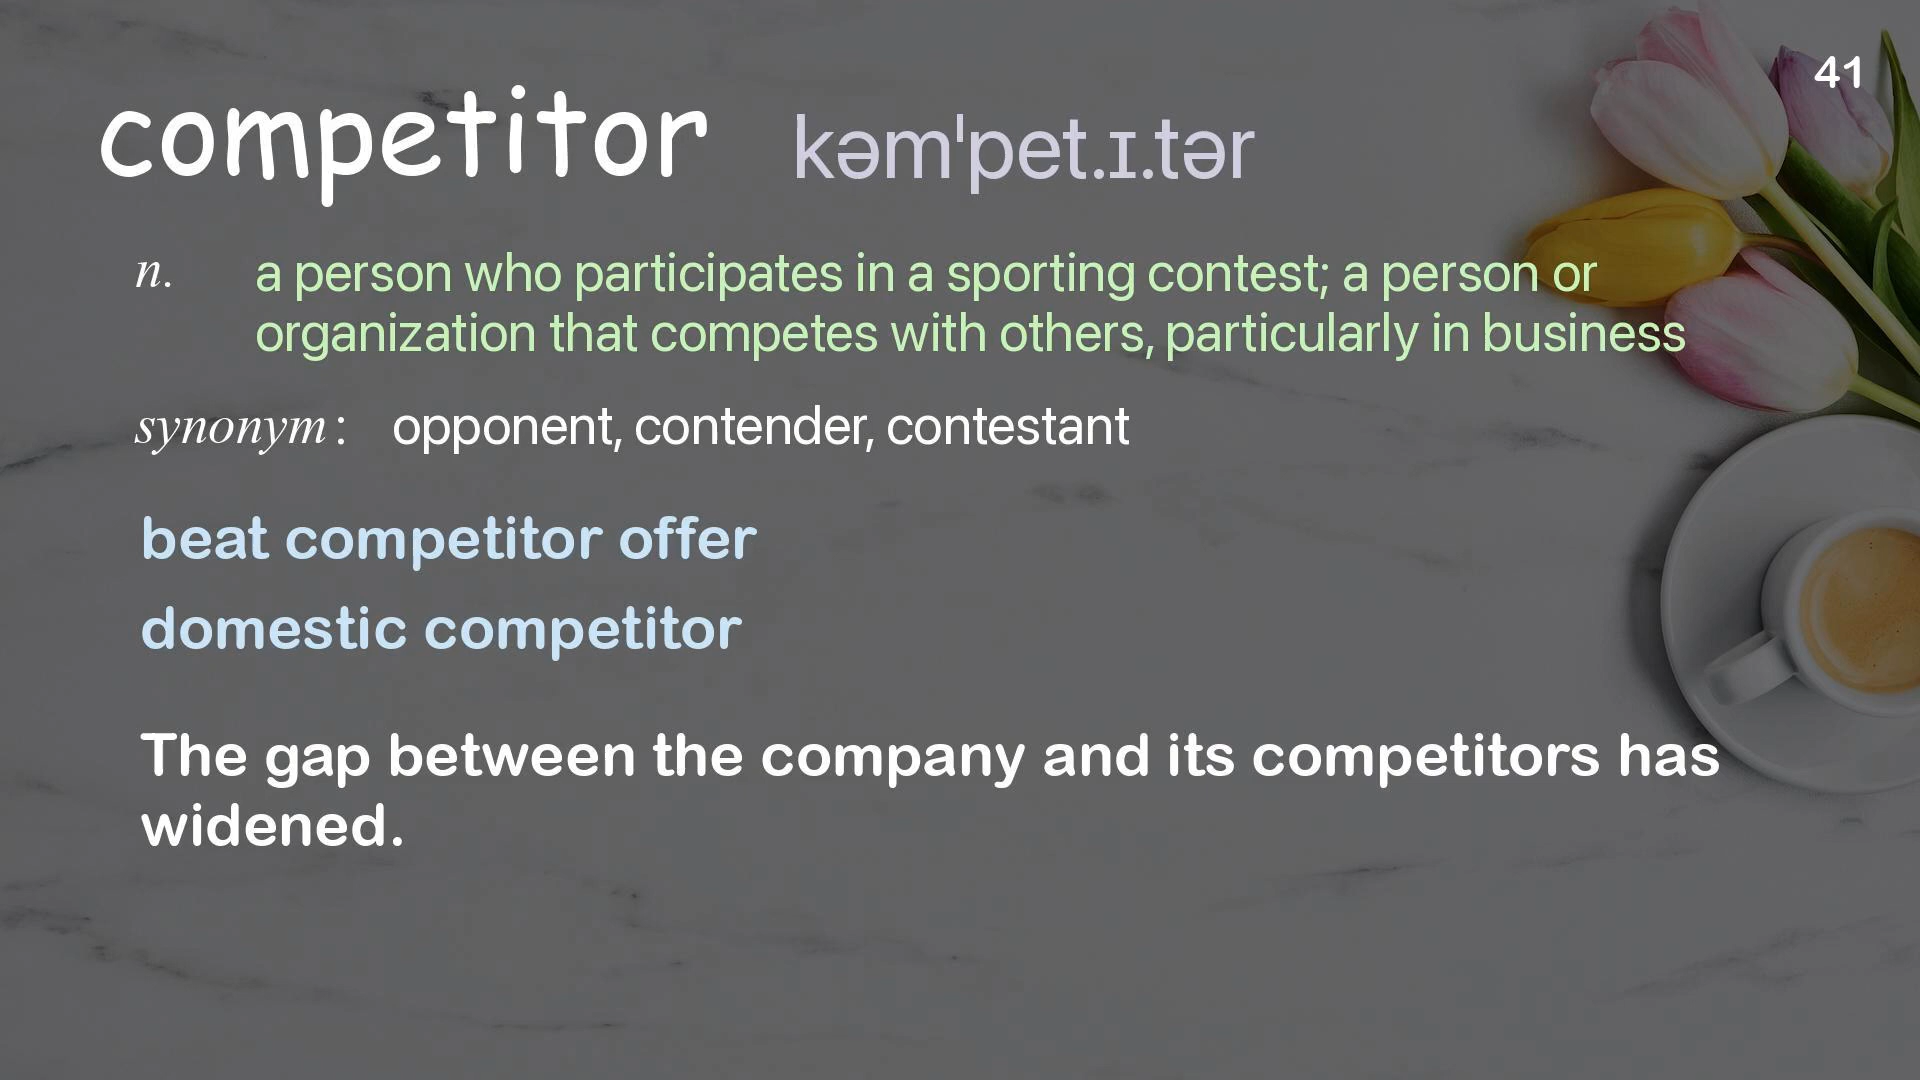 41
competitor kəmˈpet.ɪ.tər
n. a person who participates in a sporting contest; a person or
organization that competes with others, particularly in business
synonym : opponent, contender, contestant
beat competitor offer
domestic competitor
The gap between the company and its competitors has
widened.